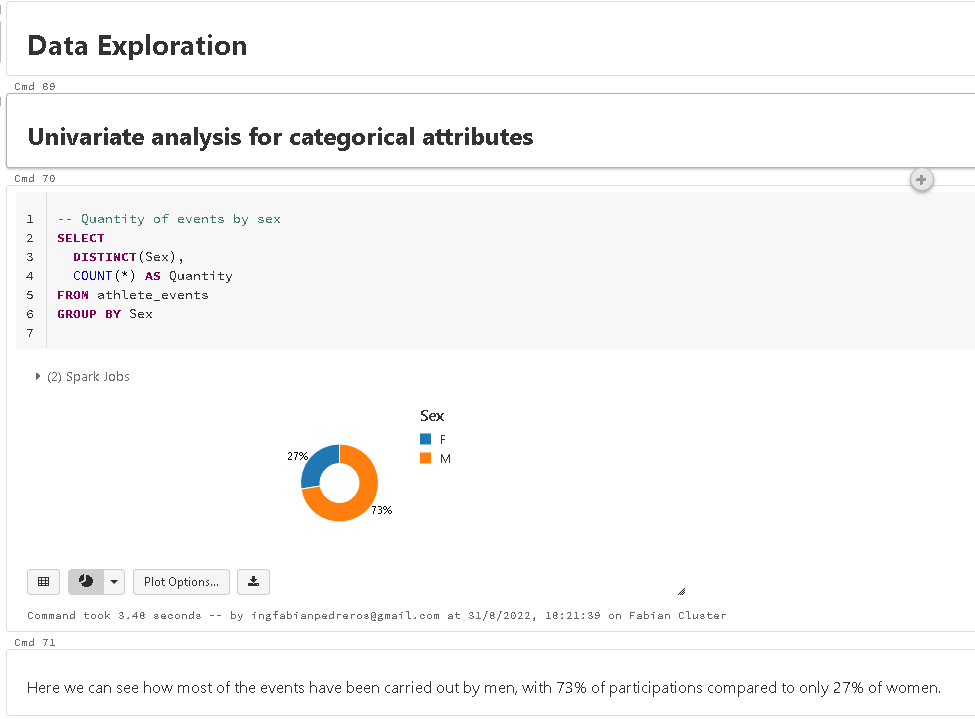 Data Exploration
Cmd 69
Univariate analysis for categorical attributes
Cmd 70
1 -- Quantity of events by sex
2 SELECT
3 DISTINCT(Sex),
4 COUNT(*) AS Quantity
5 FROM athlete_events
6 GROUP BY Sex
7
(2) Spark Jobs
Sex
F
M
27%
73%
Plot Options...
Command took 3.48 seconds -- by ingfabianpedreros@gmail.com at 31/8/2022, 18:21:39 on Fabian Cluster
Cmd 71
Here we can see how most of the events have been carried out by men, with 73% of participations compared to only 27% of women.